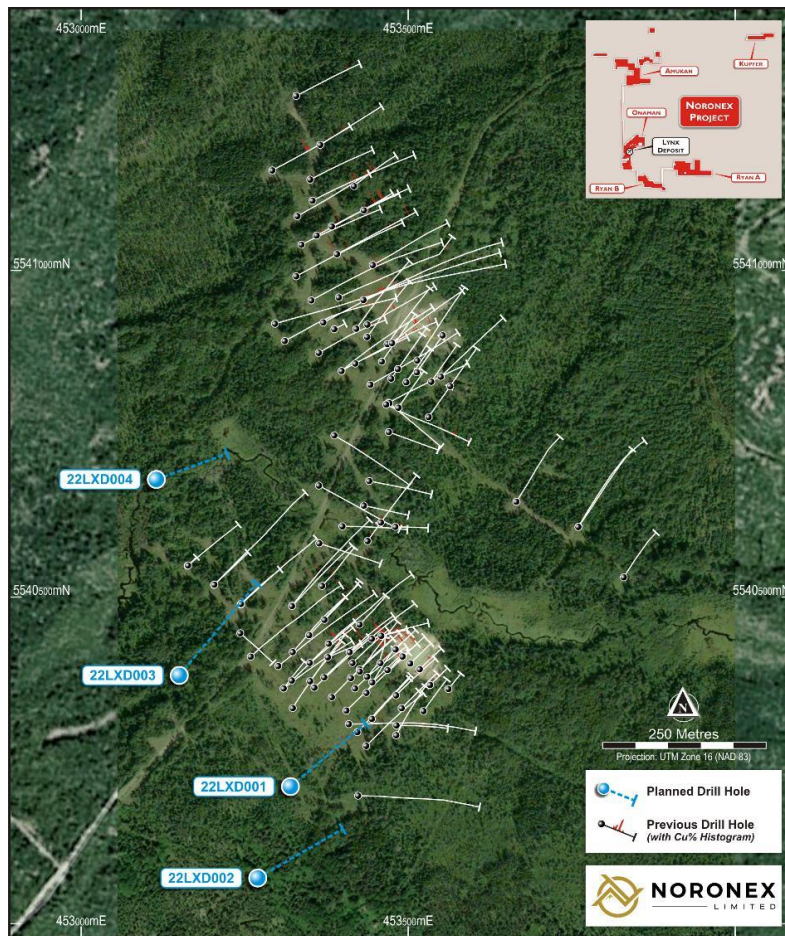 453000mE
453500mE
5541000mN
5541000mN
5540500mN
5540500mN
KUPFER
AHUKAN
NORONEX
PROJECT
ONAMAN
LYNX
DEPOSIT
RYAN B
RYAN A
22LXD004
22LXD003
22LXD001
22LXD002
N
250 Metres
Projection: UTM Zone 16 (NAD 83)
Planned Drill Hole
Previous Drill Hole
(with Cu% Histogram)
NORONEX
LIMITED
453000mE
453500mE